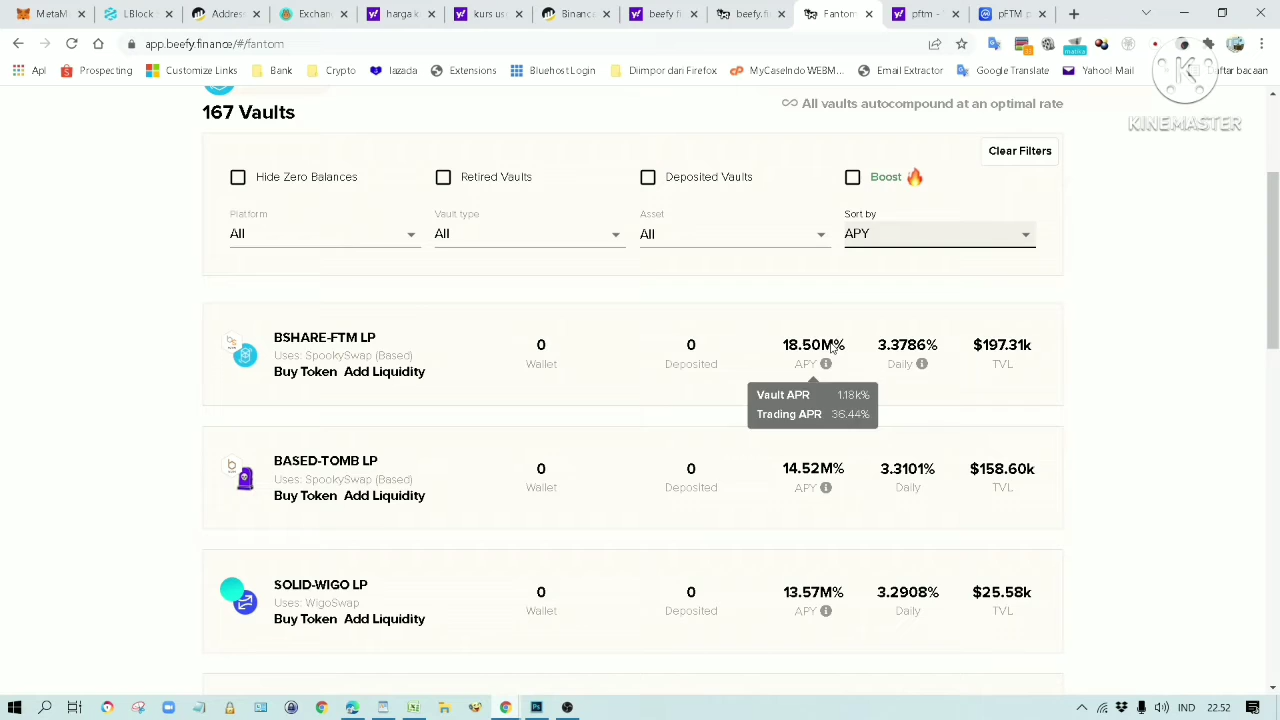 MetaM
LBlock
Award
Pancak
harga k
kurs us
Binanc
beefy fi
beefy.fi
Fantom
pftm -
pfTM t
app.beefy.finance/#/fantom
Apl
Prospecting
Customize Links
Bank
Crypto
lazada
BluehostLogin
Diimpor dari Firefox
MyCaseIndo WEBM...
Email Extractor
Google Translate
Yahoo! Mail
Daftar bacaan
K
KINEMASTER
167 Vaults
All vaults autocompound at an optimal rate
Clear Filters
Hide Zero Balances
Retired Vaults
Deposited Vaults
Boost
Platform
Vault type
Asset
Sort by
All
All
All
APY
BSHARE-FTM LP
Uses: SpookySwap (Based)
Buy Token Add Liquidity
0
Wallet
0
Deposited
18.50M%
APY
3.3786%
Daily
$197.31k
TVL
Vault APR 1.18k%
Trading APR 36.44%
BASED-TOMB LP
Uses: SpookySwap (Based)
Buy Token Add Liquidity
0
Wallet
0
Deposited
14.52M%
APY
3.3101%
Daily
$158.60k
TVL
SOLID-WIGO LP
Uses: WigoSwap
Buy Token Add Liquidity
0
Wallet
0
Deposited
13.57M%
APY
3.2908%
Daily
$25.58k
TVL
IND
22.52